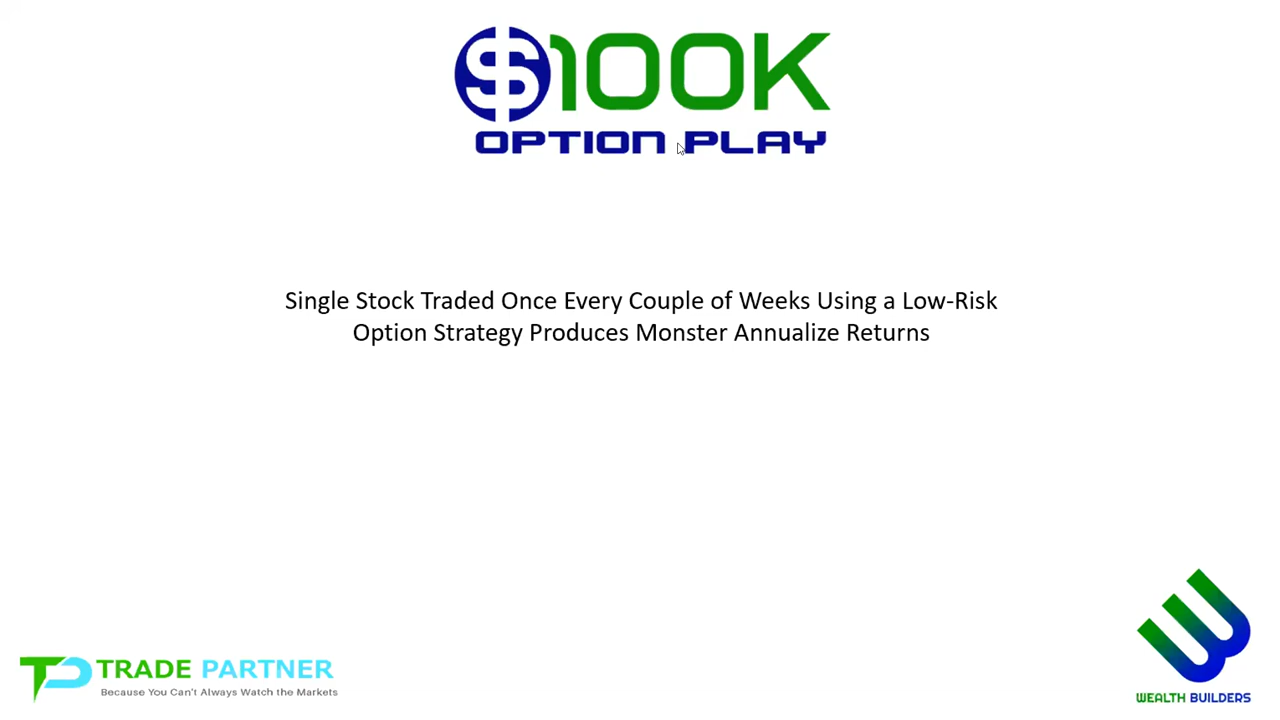 $100K
OPTION PLAY
Single Stock Traded Once Every Couple of Weeks Using a Low-Risk
Option Strategy Produces Monster Annualize Returns
TRADE PARTNER
Because You Can't Always Watch the Markets
WEALTH BUILDERS